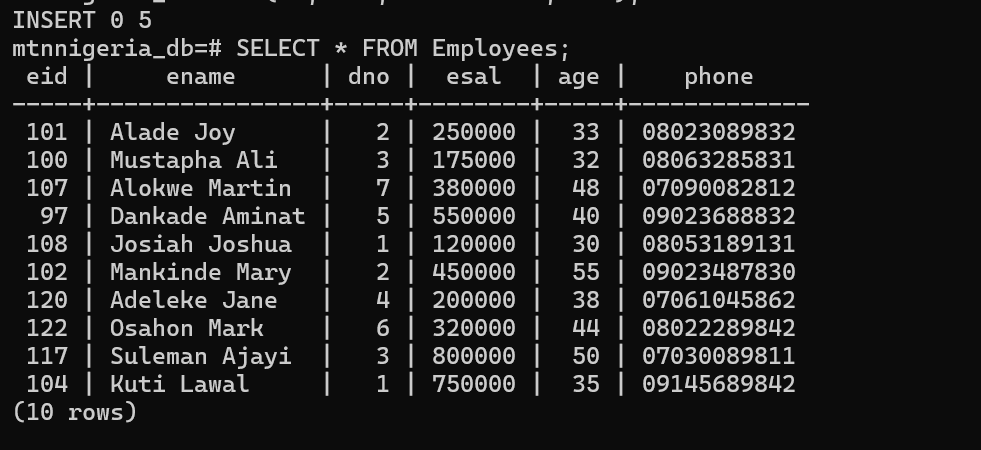 INSERT 0 5
mtnnigeria_db=# SELECT * FROM Employees;
 eid |     ename      | dno |  esal  | age |    phone
-----+----------------+-----+--------+-----+-------------
 101 | Alade Joy      |   2 | 250000 |  33 | 08023089832
 100 | Mustapha Ali   |   3 | 175000 |  32 | 08063285831
 107 | Alokwe Martin  |   7 | 380000 |  48 | 07090082812
  97 | Dankade Aminat |   5 | 550000 |  40 | 09023688832
 108 | Josiah Joshua  |   1 | 120000 |  30 | 08053189131
 102 | Mankinde Mary  |   2 | 450000 |  55 | 09023487830
 120 | Adeleke Jane   |   4 | 200000 |  38 | 07061045862
 122 | Osahon Mark    |   6 | 320000 |  44 | 08022289842
 117 | Suleman Ajayi  |   3 | 800000 |  50 | 07030089811
 104 | Kuti Lawal     |   1 | 750000 |  35 | 09145689842
(10 rows)